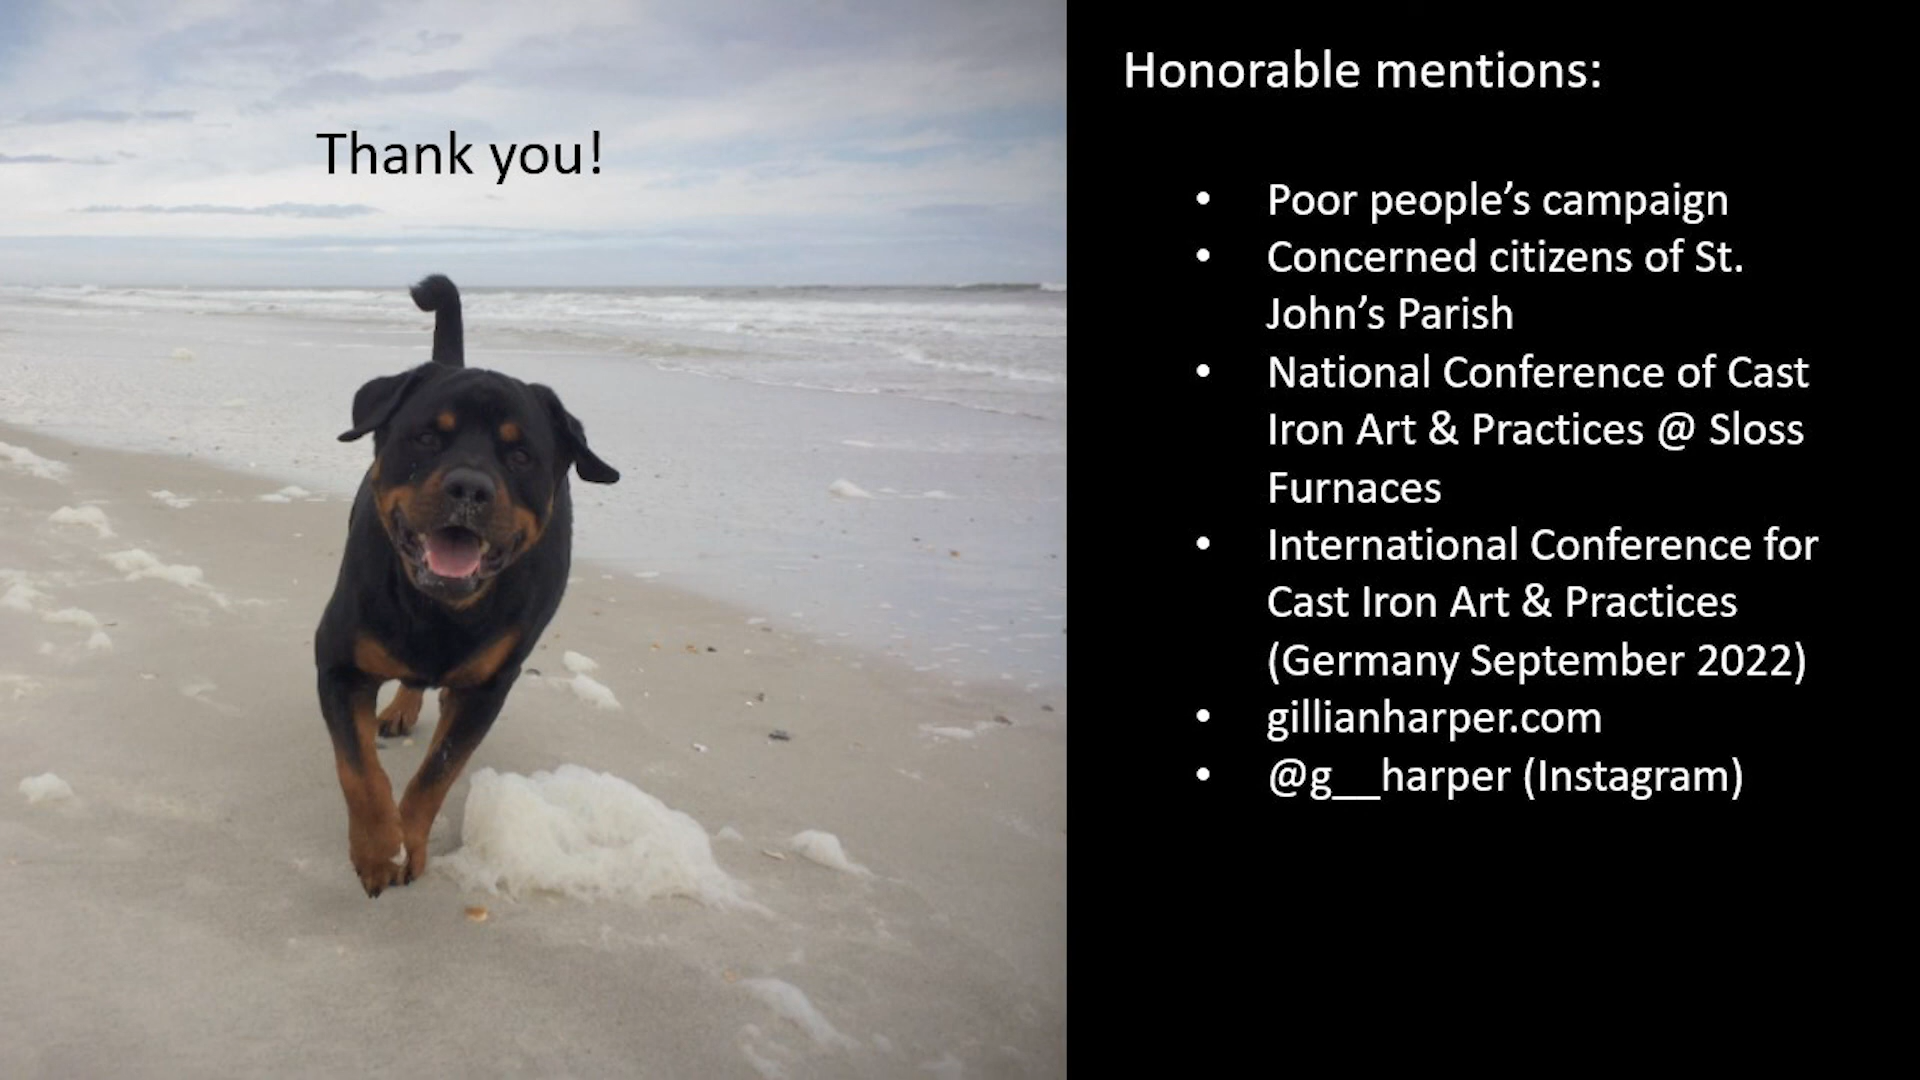 Thank you!
Honorable mentions:
• Poor people’s campaign
• Concerned citizens of St.
John’s Parish
• National Conference of Cast
Iron Art & Practices @ Sloss
Furnaces
• International Conference for
Cast Iron Art & Practices
(Germany September 2022)
• gillianharper.com
• @g__harper (Instagram)